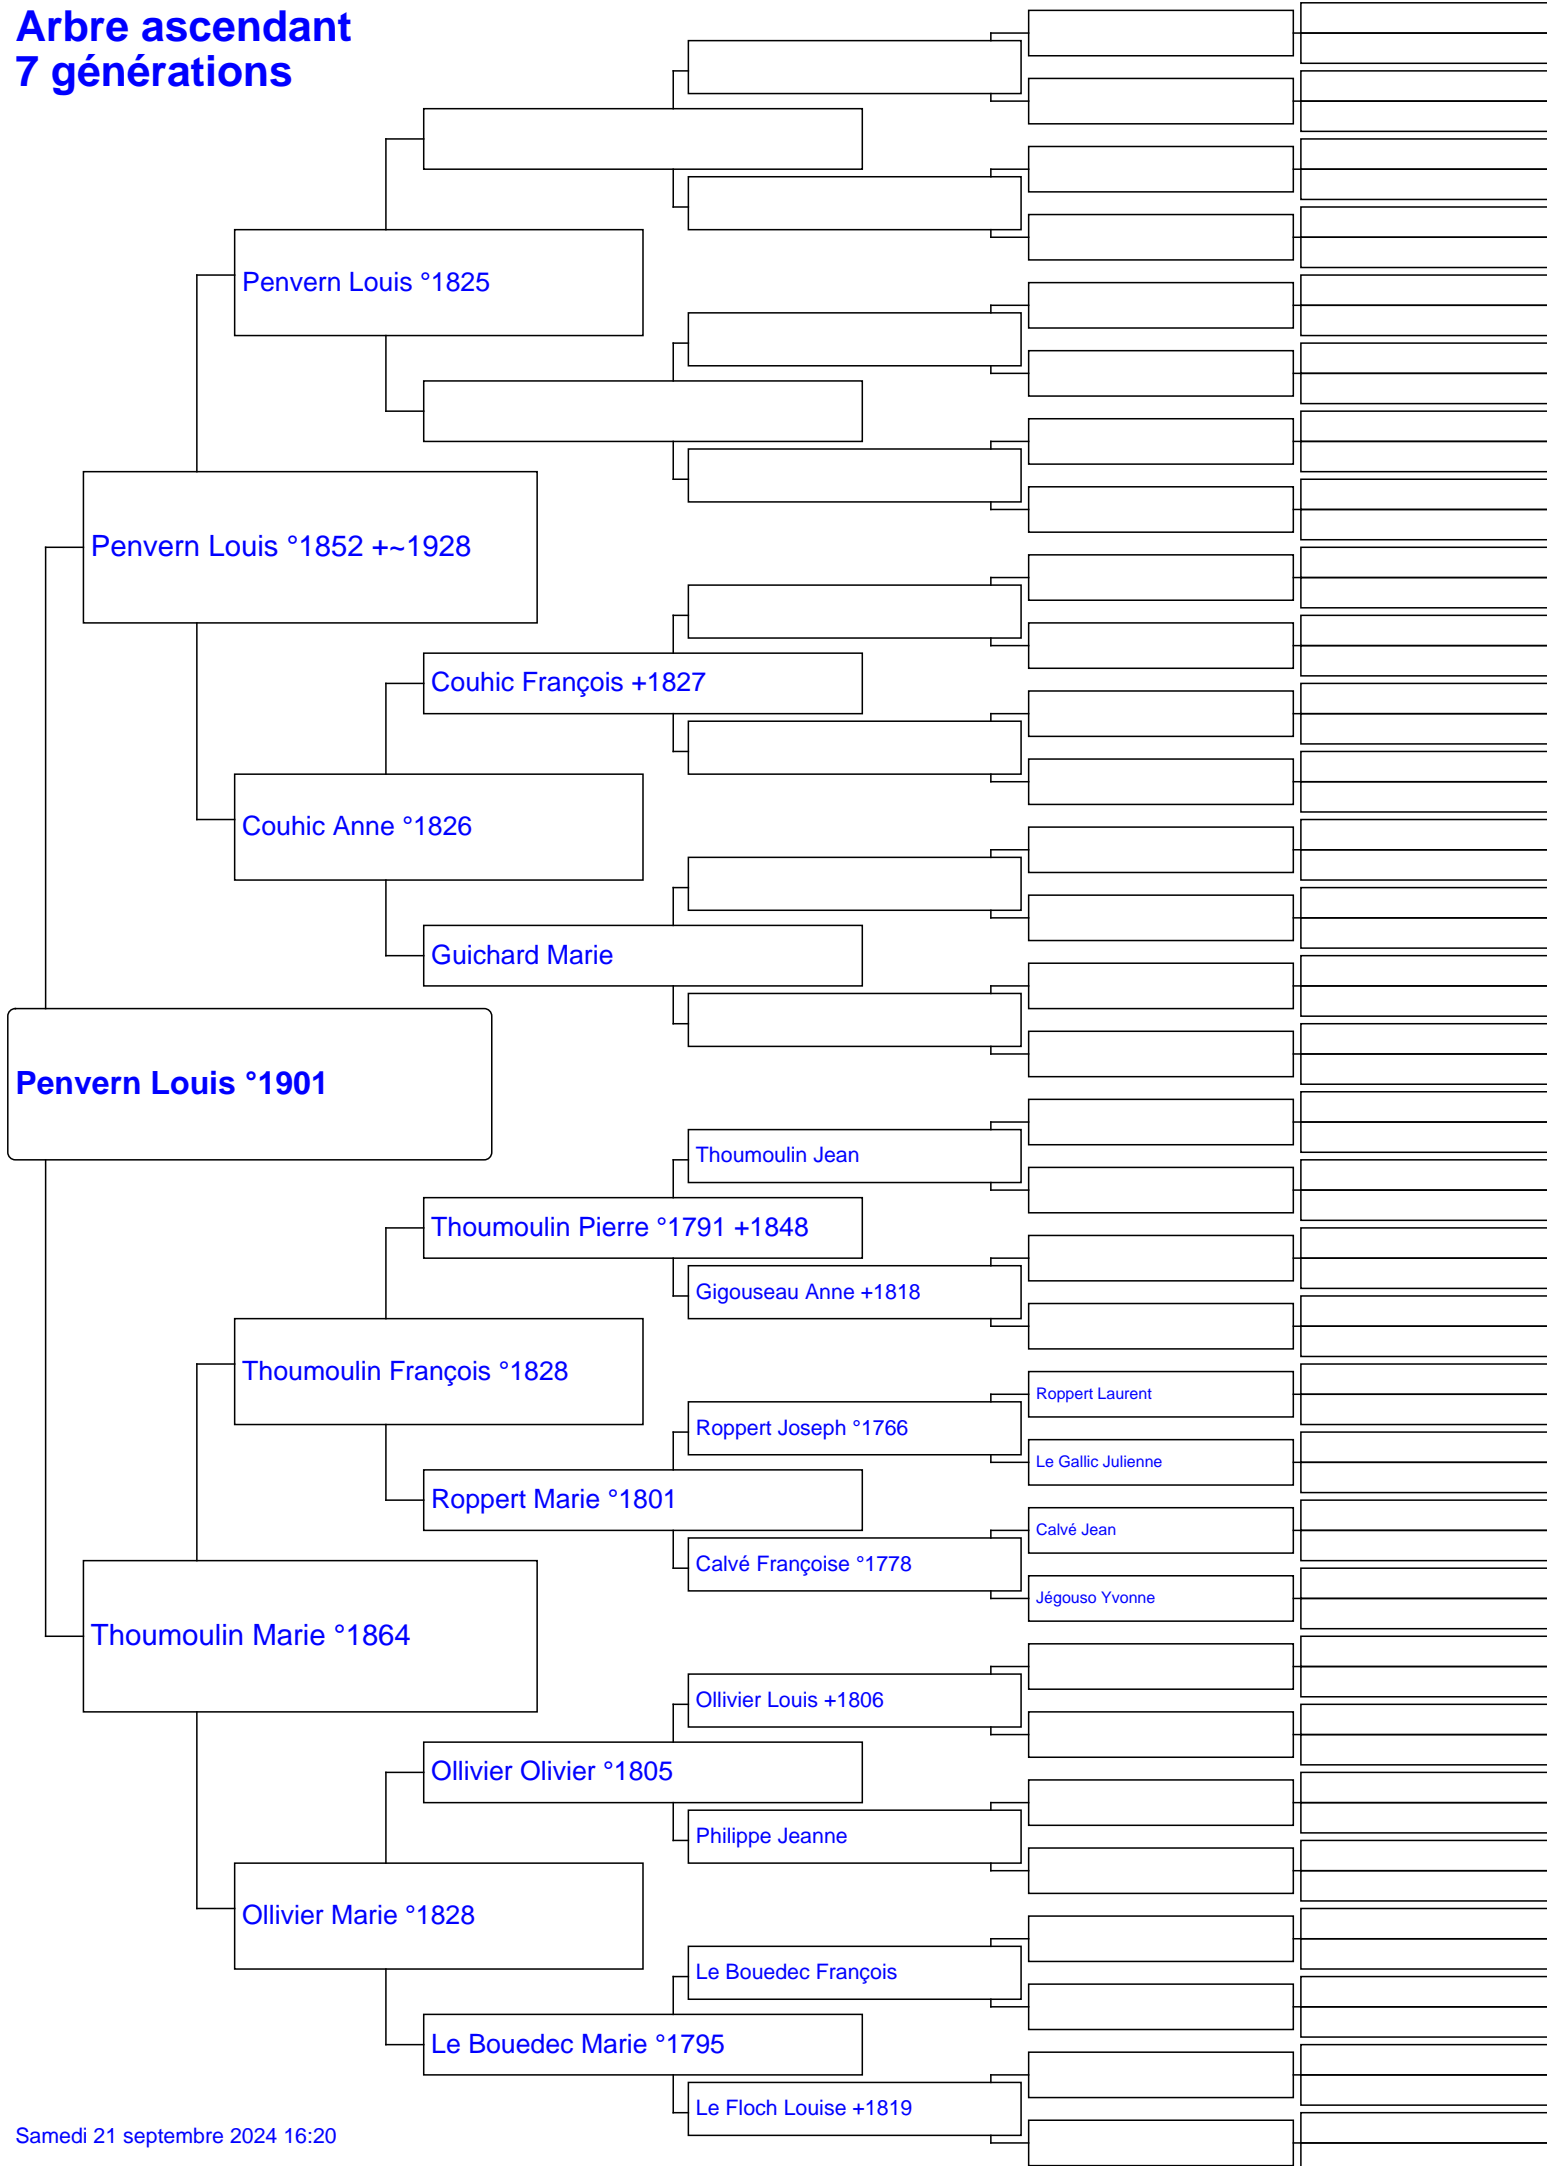 Arbre ascendant
7 générations
Penvern Louis °1825
Penvern Louis °1852 +~1928
Couhic François +1827
Couhic Anne °1826
Guichard Marie
Penvern Louis °1901
Thoumoulin Jean
Thoumoulin Pierre °1791 +1848
Gigouseau Anne +1818
Thoumoulin François °1828
Roppert Laurent
Roppert Joseph °1766
Le Gallic Julienne
Roppert Marie °1801
Calvé Jean
Calvé Françoise °1778
Jégouso Yvonne
Thoumoulin Marie °1864
Ollivier Louis +1806
Ollivier Olivier °1805
Philippe Jeanne
Ollivier Marie °1828
Le Bouedec François
Le Bouedec Marie °1795
Le Floch Louise +1819
Samedi 21 septembre 2024 16:20